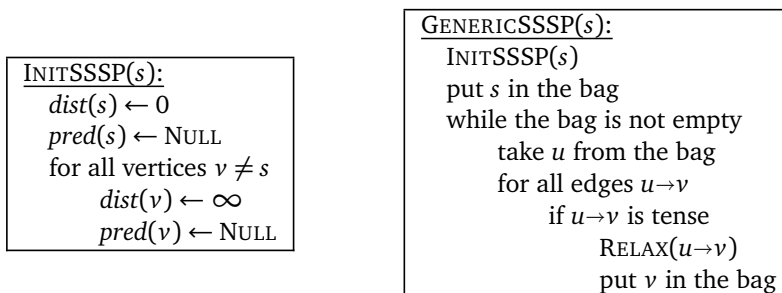 INITSSSP(s):
dist(s) ← 0
pred(s) ← NULL
for all vertices v ≠ s
dist(v) ← ∞
pred(v) ← NULL
GENERICSSSP(s):
INITSSSP(s)
put s in the bag
while the bag is not empty
take u from the bag
for all edges u→v
if u→v is tense
RELAX(u→v)
put v in the bag